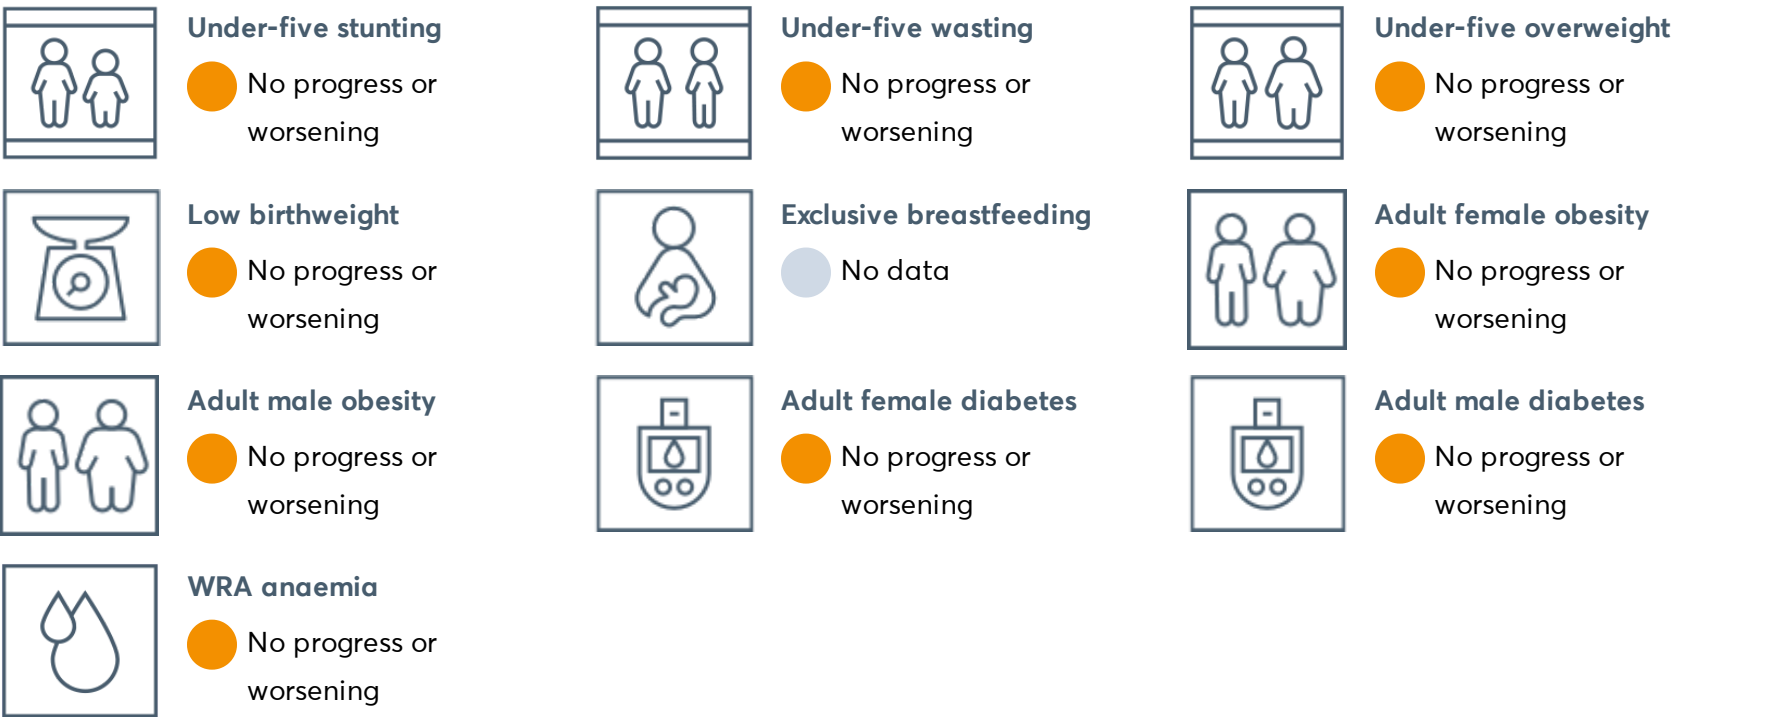 Under-five stunting
No progress or
worsening
Under-five wasting
No progress or
worsening
Under-five overweight
No progress or
worsening
Low birthweight
No progress or
worsening
Exclusive breastfeeding
No data
Adult female obesity
No progress or
worsening
Adult male obesity
No progress or
worsening
Adult female diabetes
No progress or
worsening
Adult male diabetes
No progress or
worsening
WRA anaemia
No progress or
worsening